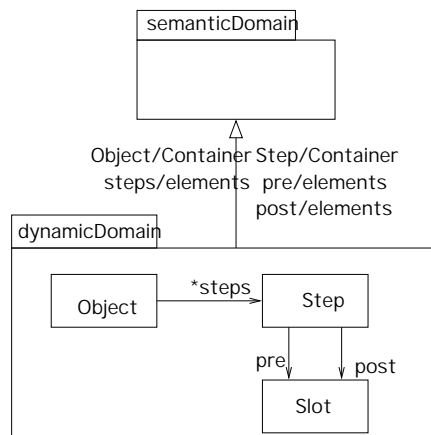 semanticDomain
Object/Container Step/Container
steps/elements pre/elements
post/elements
dynamicDomain
Object
*steps
Step
pre
post
Slot